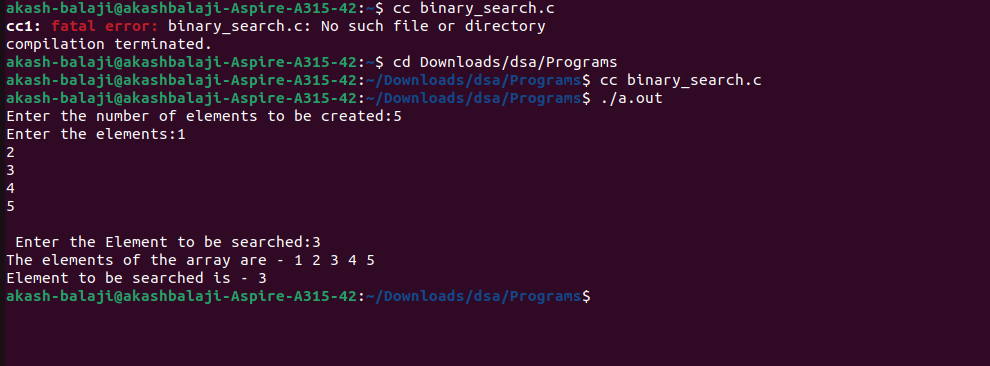 akash-balaji@akashbalaji-Aspire-A315-42:~$ cc binary_search.c
cc1: fatal error: binary_search.c: No such file or directory
compilation terminated.
akash-balaji@akashbalaji-Aspire-A315-42:~$ cd Downloads/dsa/Programs
akash-balaji@akashbalaji-Aspire-A315-42:~/Downloads/dsa/Programs$ cc binary_search.c
akash-balaji@akashbalaji-Aspire-A315-42:~/Downloads/dsa/Programs$ ./a.out
Enter the number of elements to be created:5
Enter the elements:1
2
3
4
5
Enter the Element to be searched:3
The elements of the array are - 1 2 3 4 5
Element to be searched is - 3
akash-balaji@akashbalaji-Aspire-A315-42:~/Downloads/dsa/Programs$